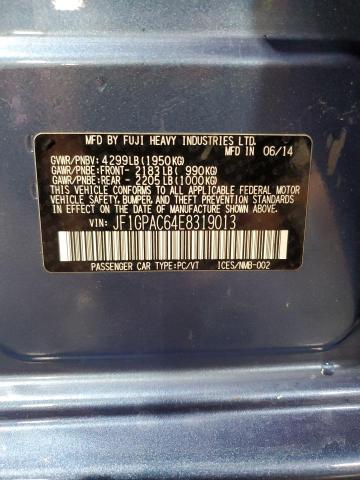 MFD. BY FUJI HEAVY INDUSTRIES LTD.
MFD IN 06/14
GVWR/PNBV: 4299LB(1950KG)
GAWR/PNBE:FRONT- 2183LB( 990KG)
GAWR/PNBE:REAR - 2205LB(1000KG)
THIS VEHICLE CONFORMS TO ALL APPLICABLE FEDERAL MOTOR
VEHICLE SAFETY, BUMPER, AND THEFT PREVENTION STANDARDS
IN EFFECT ON THE DATE OF MANUFACTURE SHOWN ABOVE.
VIN: JF1GPAC64E8319013
PASSENGER CAR TYPE:PC/VT ICES/NMB-002